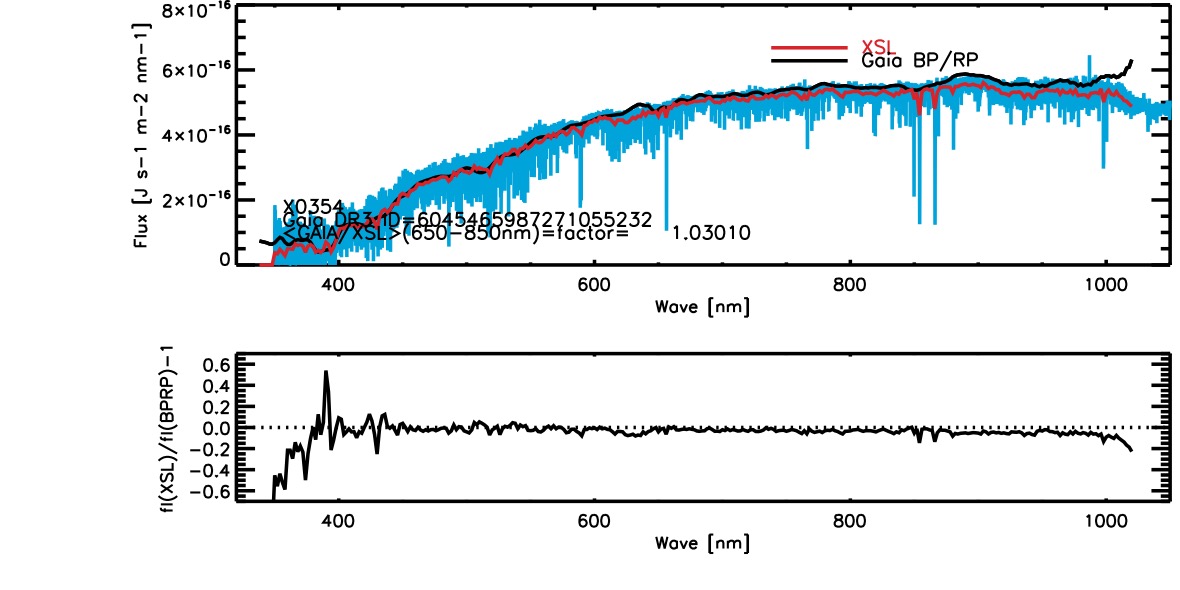 8×10−16
6×10−16
4×10−16
2×10−16
0
Flux [J s−1 m−2 nm−1]
XSL
Gaia BP/RP
X0354
Gaia DR3 ID=6045465987271055232
<GAIA/XSL>(650−850nm)=factor= 1.03010
400 600 800 1000
Wave [nm]
fl(XSL)/fl(BPRP)−1
0.6
0.4
0.2
0.0
−0.2
−0.4
−0.6
400 600 800 1000
Wave [nm]